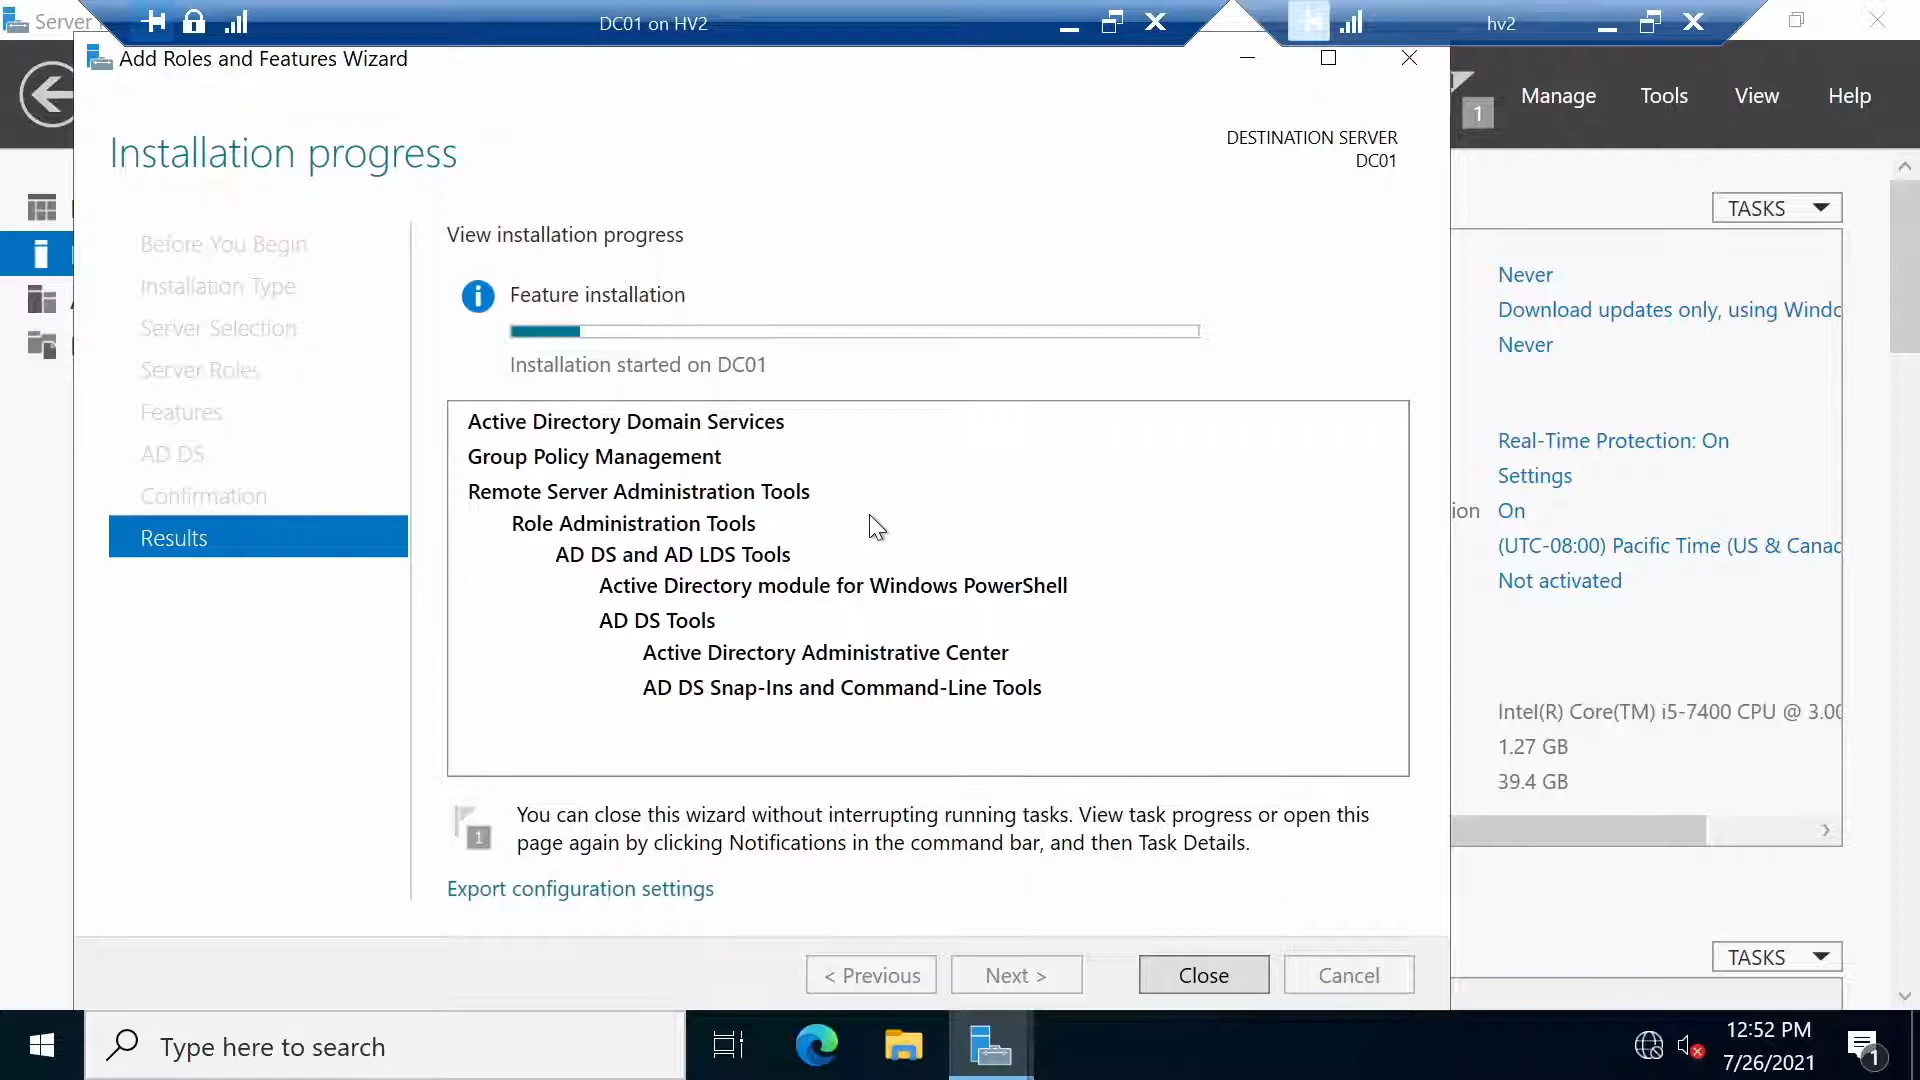 Server
DC01 on HV2
hv2
Add Roles and Features Wizard
1
Manage
Tools
View
Help
Installation progress
DESTINATION SERVER
DC01
Before You Begin
Installation Type
Server Selection
Server Roles
Features
AD DS
Confirmation
Results
View installation progress
Feature installation
Installation started on DC01
Active Directory Domain Services
Group Policy Management
Remote Server Administration Tools
Role Administration Tools
AD DS and AD LDS Tools
Active Directory module for Windows PowerShell
AD DS Tools
Active Directory Administrative Center
AD DS Snap-Ins and Command-Line Tools
1
You can close this wizard without interrupting running tasks. View task progress or open this
page again by clicking Notifications in the command bar, and then Task Details.
Export configuration settings
< Previous
Next >
Close
Cancel
TASKS
Never
Download updates only, using Windo
Never
Real-Time Protection: On
Settings
ion
On
(UTC-08:00) Pacific Time (US & Canad
Not activated
Intel(R) Core(TM) i5-7400 CPU @ 3.00
1.27 GB
39.4 GB
TASKS
Type here to search
12:52 PM
7/26/2021
1